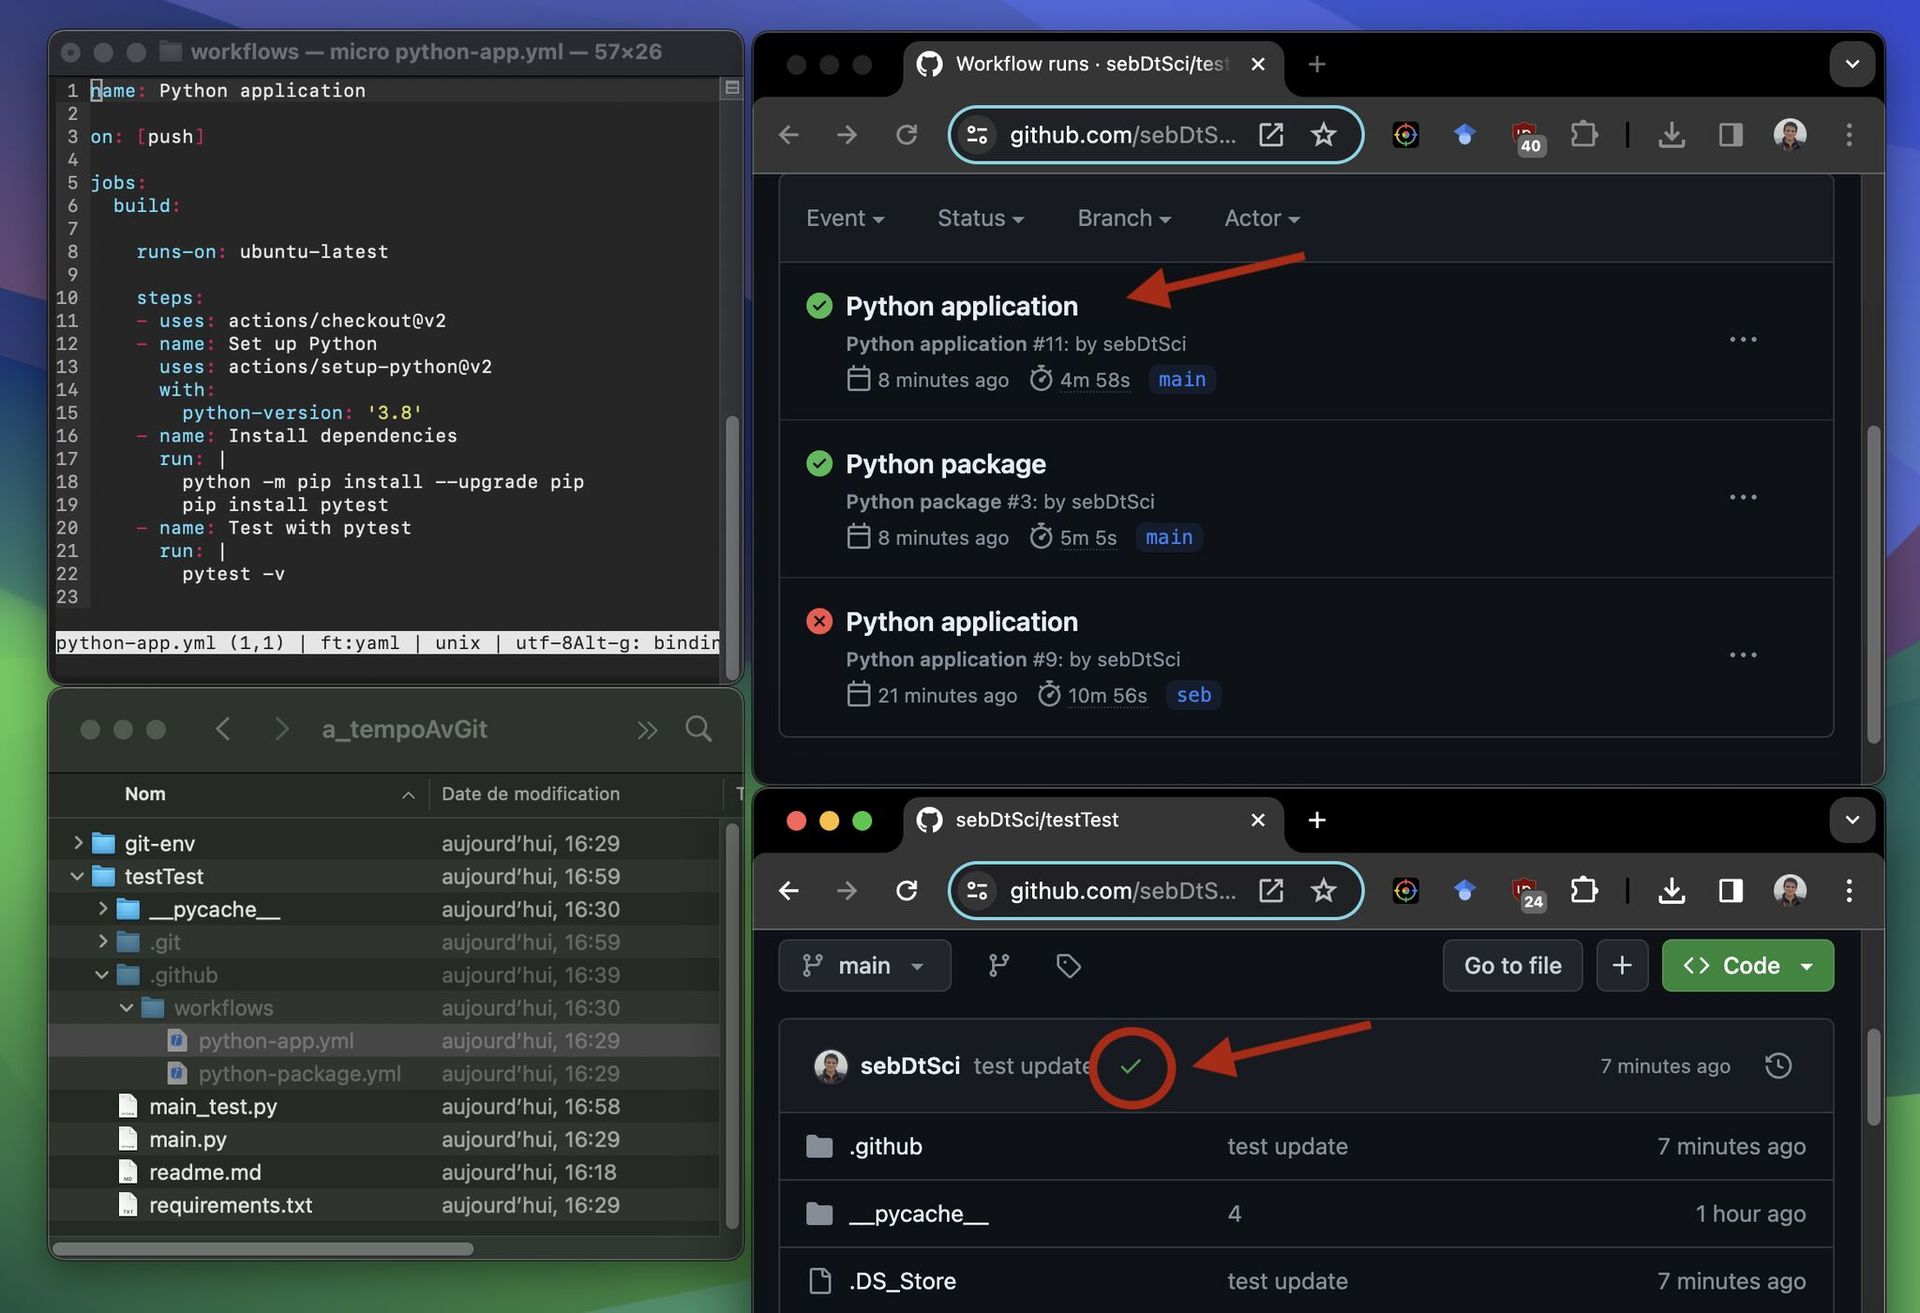 workflows — micro python-app.yml — 57×26
1 name: Python application
2
3 on: [push]
4
5 jobs:
6 build:
7
8 runs-on: ubuntu-latest
9
10 steps:
11 - uses: actions/checkout@v2
12 - name: Set up Python
13 uses: actions/setup-python@v2
14 with:
15 python-version: '3.8'
16 - name: Install dependencies
17 run: |
18 python -m pip install --upgrade pip
19 pip install pytest
20 - name: Test with pytest
21 run: |
22 pytest -v
23
python-app.yml (1,1) | ft:yaml | unix | utf-8Alt-g: bindin
a_tempoAvGit
Nom Date de modification T
git-env aujourd’hui, 16:29
testTest aujourd’hui, 16:59
__pycache__ aujourd’hui, 16:30
.git aujourd’hui, 16:59
.github aujourd’hui, 16:39
workflows aujourd’hui, 16:30
python-app.yml aujourd’hui, 16:29
python-package.yml aujourd’hui, 16:29
main_test.py aujourd’hui, 16:58
main.py aujourd’hui, 16:29
readme.md aujourd’hui, 16:18
requirements.txt aujourd’hui, 16:29
Workflow runs · sebDtSci/test
github.com/sebDtS...
40
Event Status Branch Actor
Python application
Python application #11: by sebDtSci
8 minutes ago 4m 58s main
Python package
Python package #3: by sebDtSci
8 minutes ago 5m 5s main
Python application
Python application #9: by sebDtSci
21 minutes ago 10m 56s seb
sebDtSci/testTest
github.com/sebDtS...
24
main Go to file + <> Code
sebDtSci test update 7 minutes ago
.github test update 7 minutes ago
__pycache__ 4 1 hour ago
.DS_Store test update 7 minutes ago